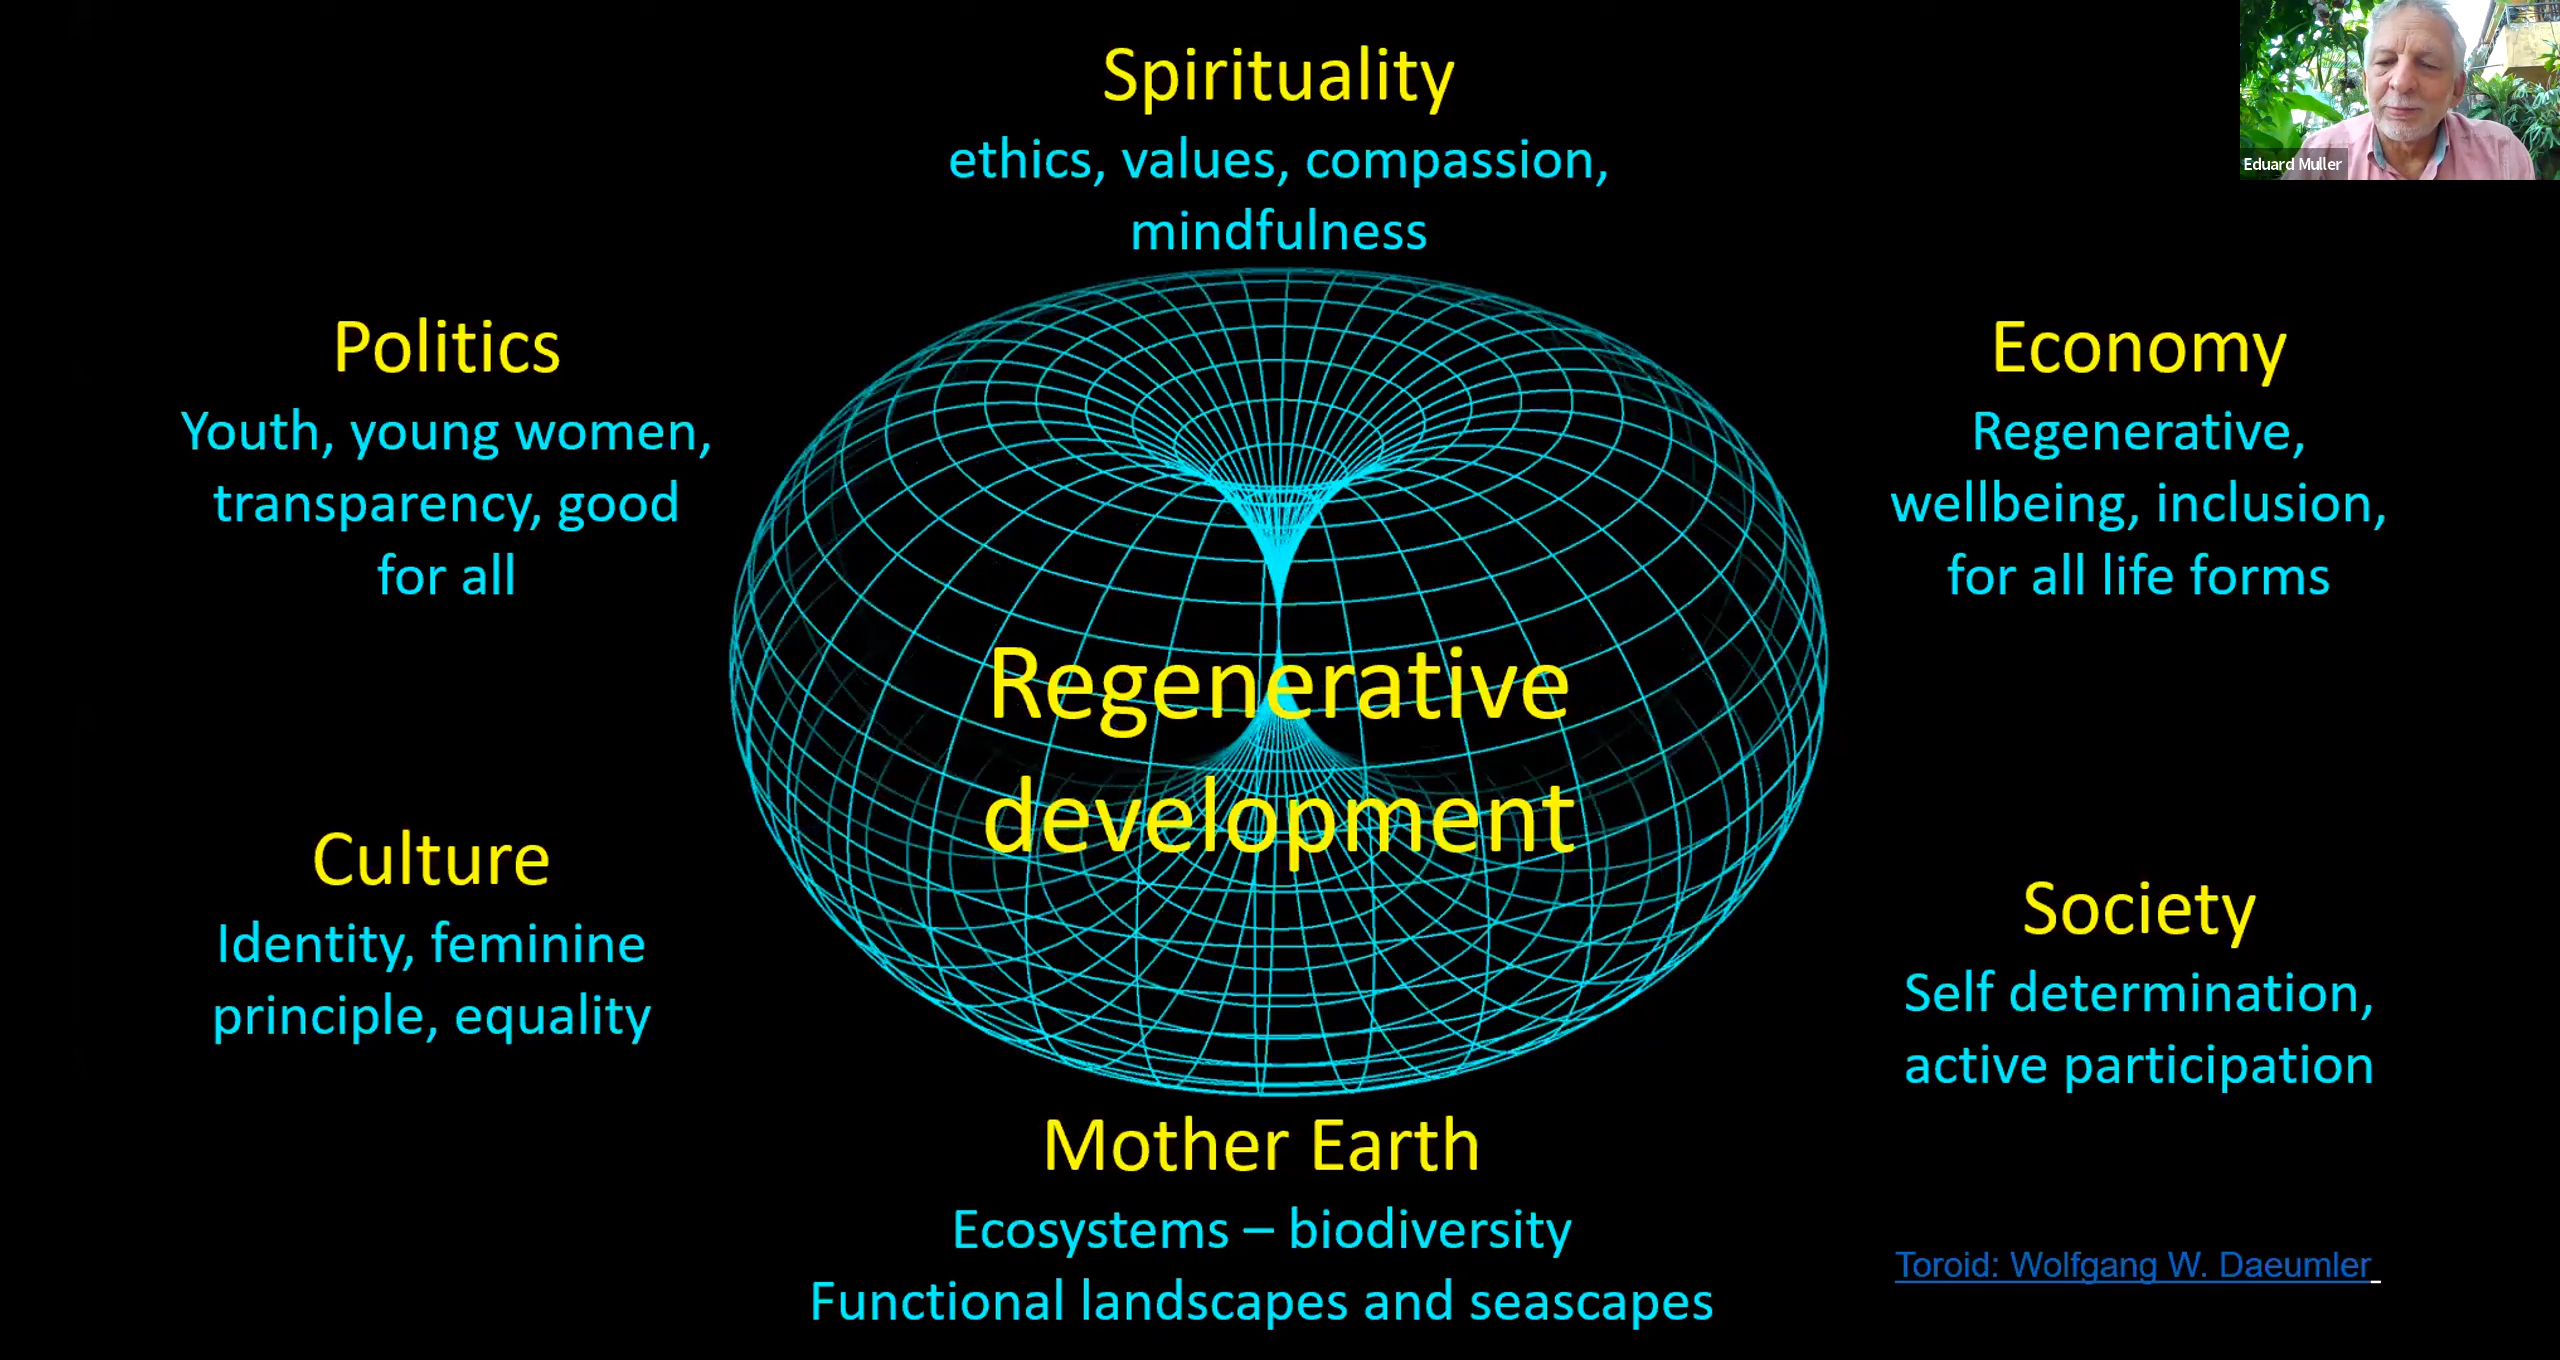 Spirituality
ethics, values, compassion,
mindfulness
Eduard Muller
Politics
Youth, young women,
transparency, good
for all
Economy
Regenerative,
wellbeing, inclusion,
for all life forms
Regenerative
development
Culture
Identity, feminine
principle, equality
Society
Self determination,
active participation
Mother Earth
Ecosystems – biodiversity
Functional landscapes and seascapes
Toroid: Wolfgang W. Daeumler